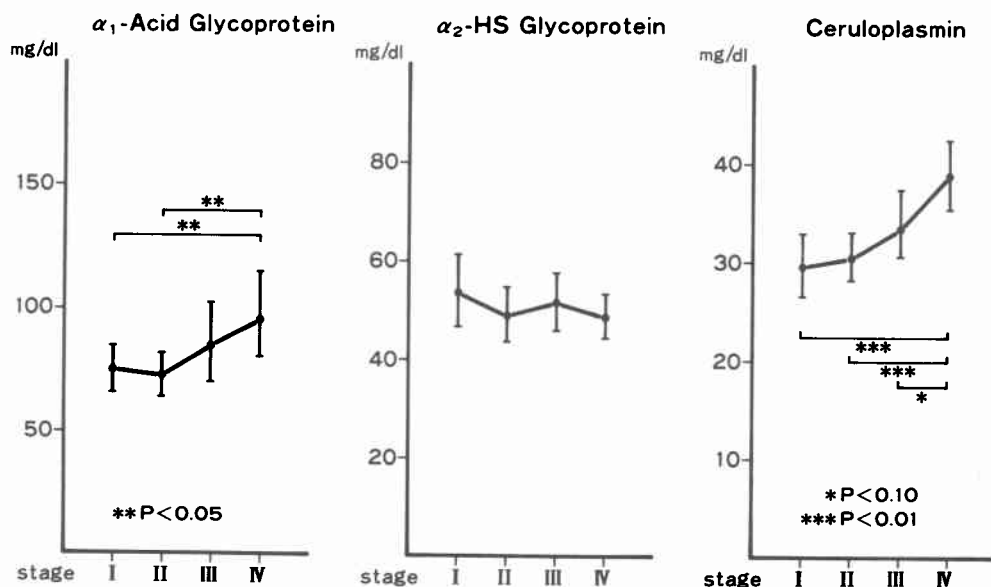 α₁-Acid Glycoprotein
mg/dl
150
100
50
**
**
**P<0.05
stage I II III IV
α₂-HS Glycoprotein
mg/dl
80
60
40
20
stage I II III IV
Ceruloplasmin
mg/dl
40
30
20
10
***
***
*
*P<0.10
***P<0.01
stage I II III IV